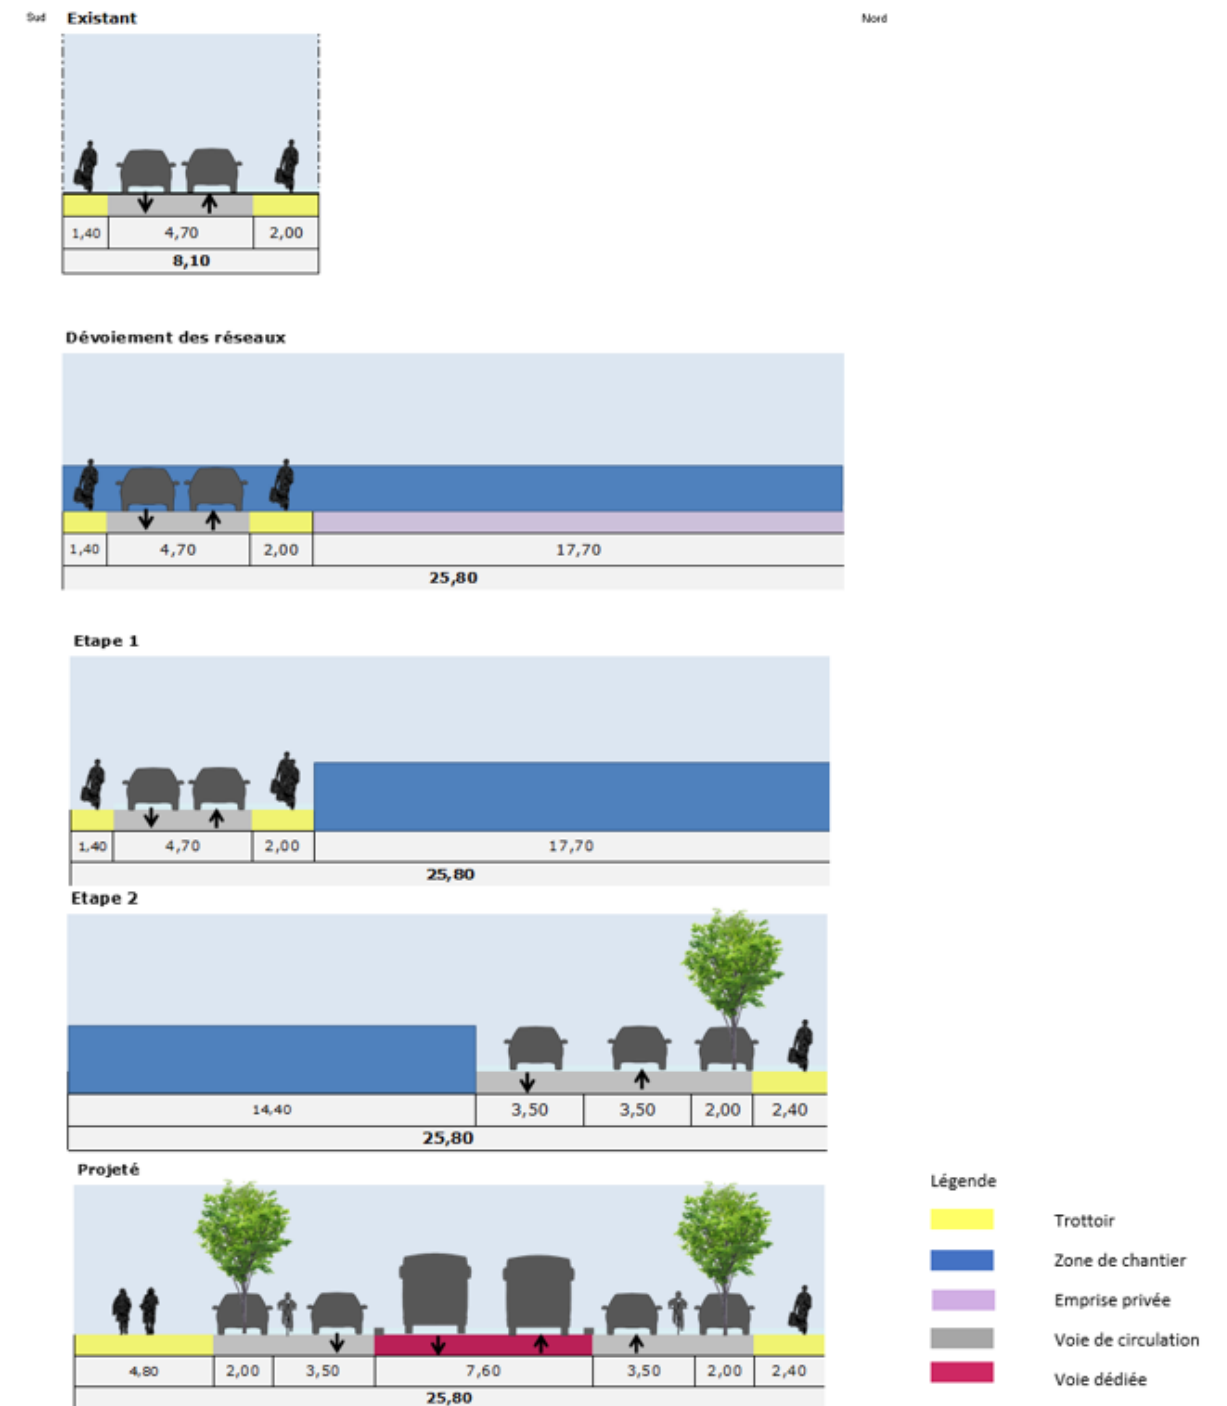 Sud Existant Nord
1,40 4,70 2,00
8,10
Dévoiement des réseaux
1,40 4,70 2,00 17,70
25,80
Etape 1
1,40 4,70 2,00 17,70
25,80
Etape 2
14,40 3,50 3,50 2,00 2,40
25,80
Projeté
4,80 2,00 3,50 7,60 3,50 2,00 2,40
25,80
Légende
Trottoir
Zone de chantier
Emprise privée
Voie de circulation
Voie dédiée